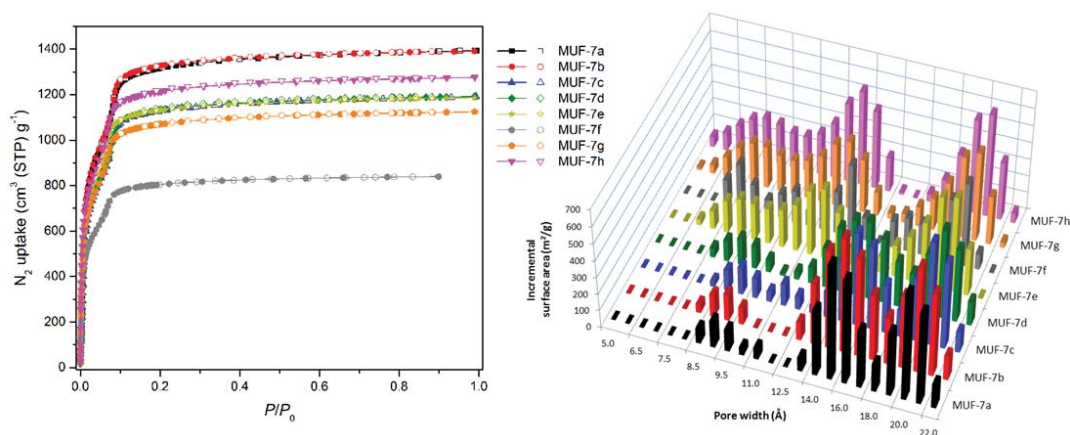 N₂ uptake (cm³ (STP) g⁻¹)
1400
1200
1000
800
600
400
200
0
0.0 0.2 0.4 0.6 0.8 1.0
P/P₀
MUF-7a
MUF-7b
MUF-7c
MUF-7d
MUF-7e
MUF-7f
MUF-7g
MUF-7h
Incremental
surface area (m²/g)
700
600
500
400
300
200
100
0
5.0 6.5 7.5 8.5 9.5 11.0 12.5 14.0 16.0 18.0 20.0 22.0
Pore width (Å)
MUF-7h
MUF-7g
MUF-7f
MUF-7e
MUF-7d
MUF-7c
MUF-7b
MUF-7a